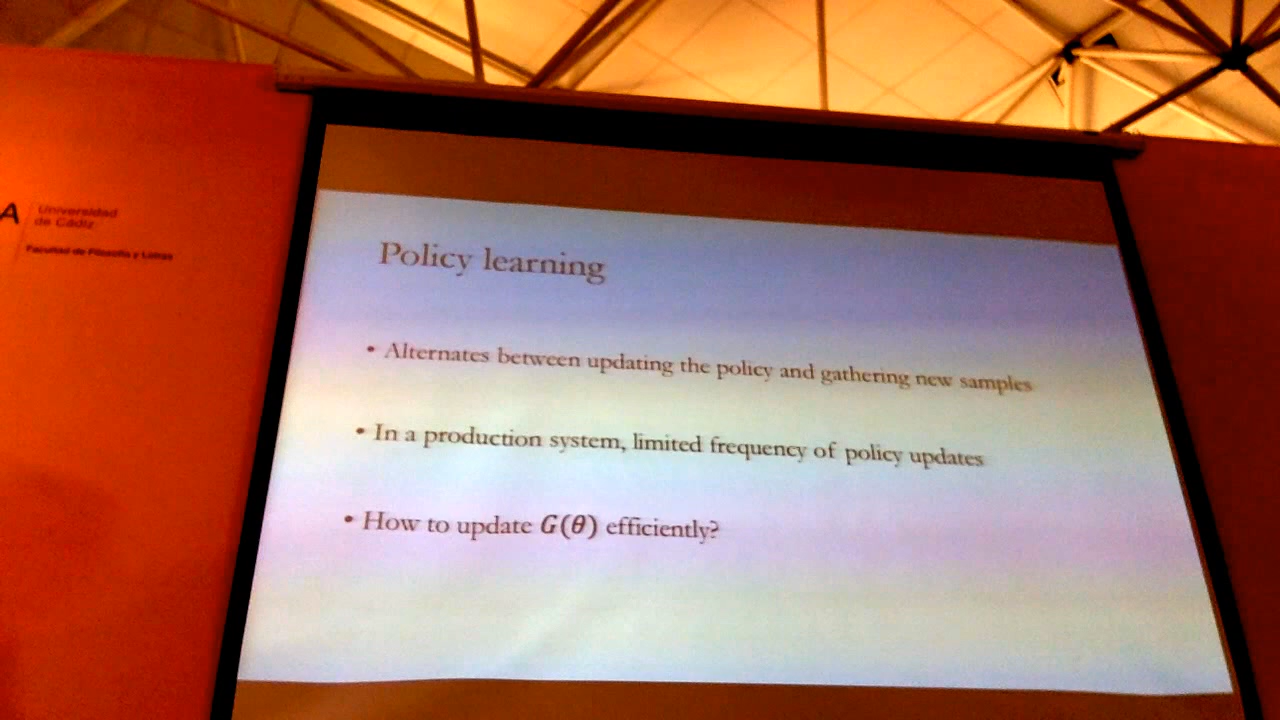 A
Universidad
de Cádiz
Facultad de Filosofía y Letras
Policy learning
• Alternates between updating the policy and gathering new samples
• In a production system, limited frequency of policy updates
• How to update G(θ) efficiently?